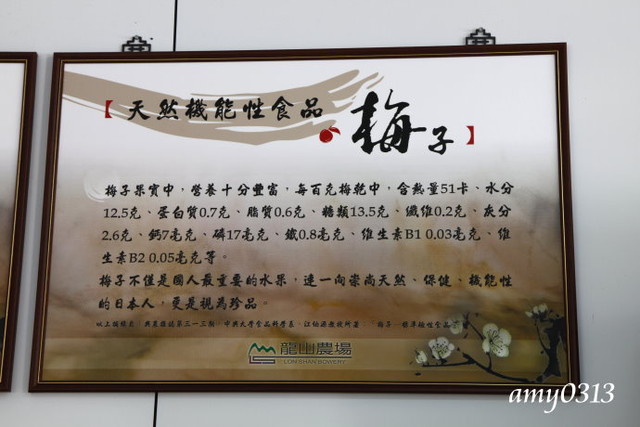 【天然機能性食品 梅子】
梅子果實中，營養十分豐富，每百克梅乾中，含熱量51卡、水分
12.5克、蛋白質0.7克、脂質0.6克、糖類13.5克、纖維0.2克、灰分
2.6克、鈣7毫克、磷17毫克、鐵0.8毫克、維生素B1 0.03毫克、維
生素B2 0.05毫克等。
梅子不僅是國人最重要的水果，連一向崇尚天然、保健、機能性
的日本人，更是視為珍品。
龍山農場
LONGSHAN BOWERY
amy0313